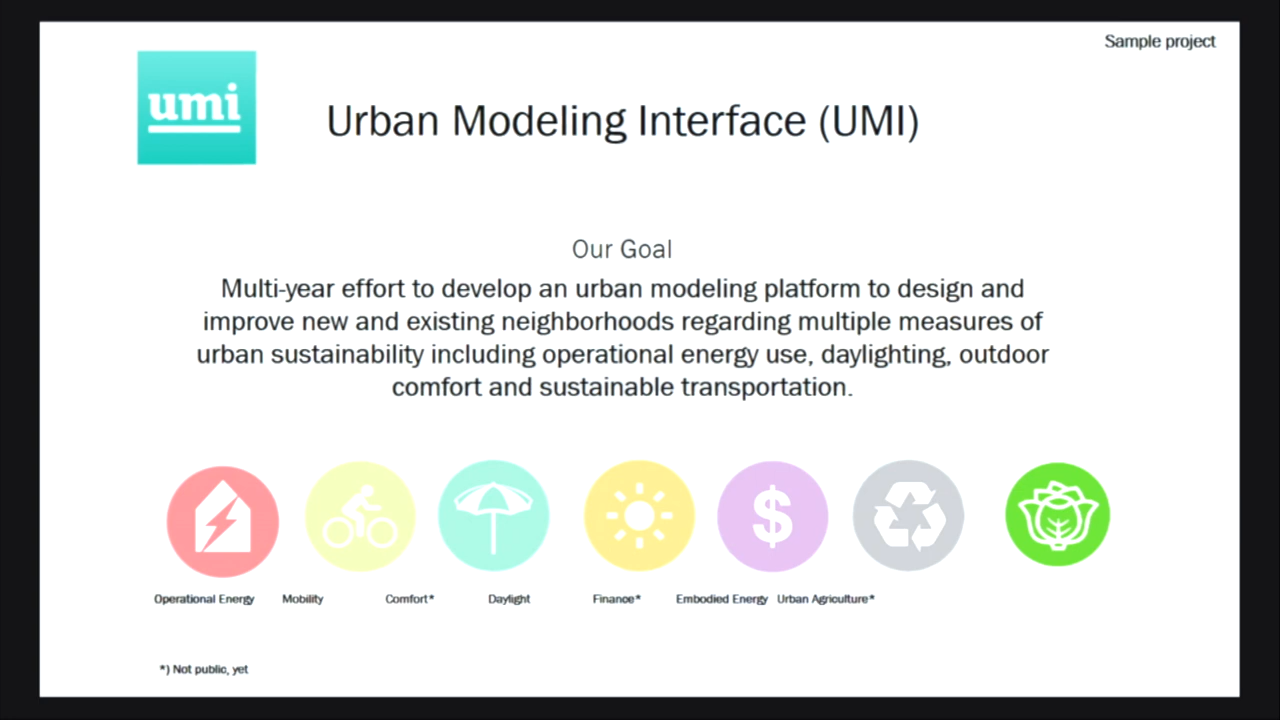 Sample project
umi
Urban Modeling Interface (UMI)
Our Goal
Multi-year effort to develop an urban modeling platform to design and
improve new and existing neighborhoods regarding multiple measures of
urban sustainability including operational energy use, daylighting, outdoor
comfort and sustainable transportation.
$
Operational Energy Mobility Comfort* Daylight Finance* Embodied Energy Urban Agriculture*
*) Not public, yet